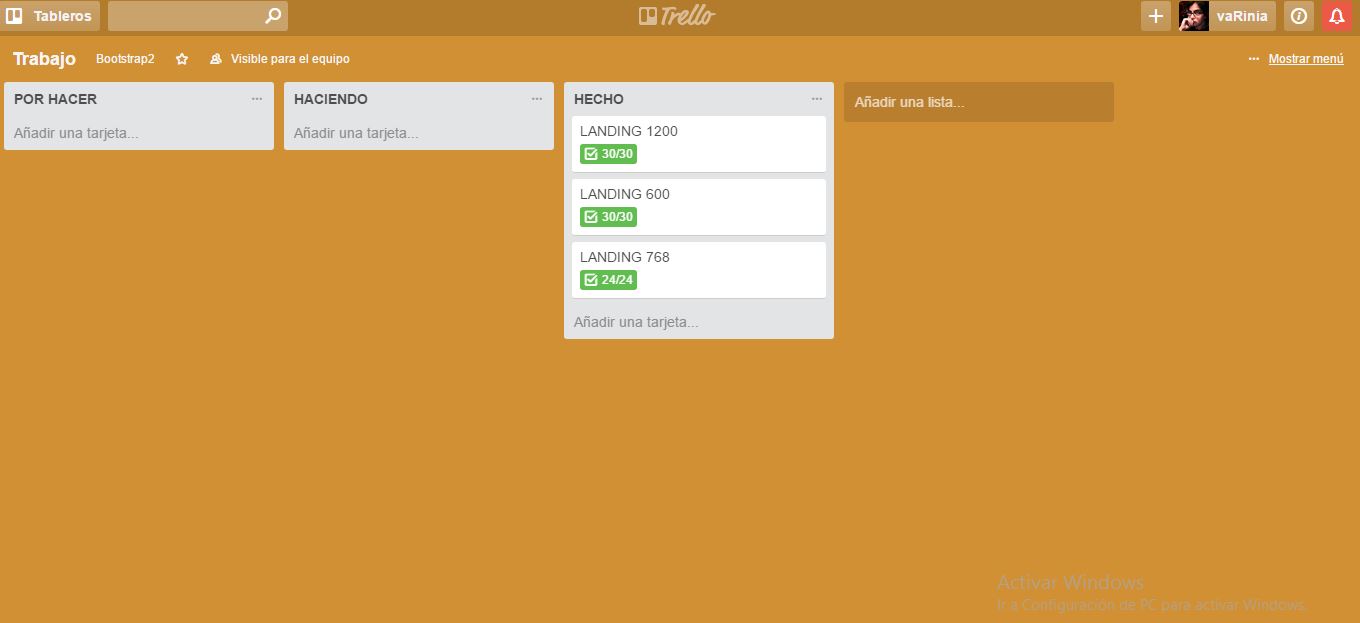 Tableros
Trello
vaRinia
Trabajo
Bootstrap2
Visible para el equipo
Mostrar menú
POR HACER
Añadir una tarjeta...
HACIENDO
Añadir una tarjeta...
HECHO
LANDING 1200
30/30
LANDING 600
30/30
LANDING 768
24/24
Añadir una tarjeta...
Añadir una lista...
Activar Windows
Ir a Configuración de PC para activar Windows.